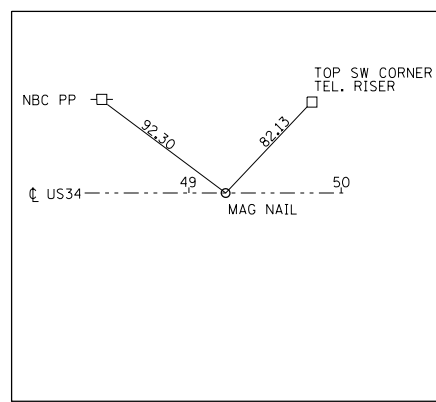 TOP SW CORNER
TEL. RISER
NBC PP
92.30
82.13
49
50
℄ US34
MAG NAIL